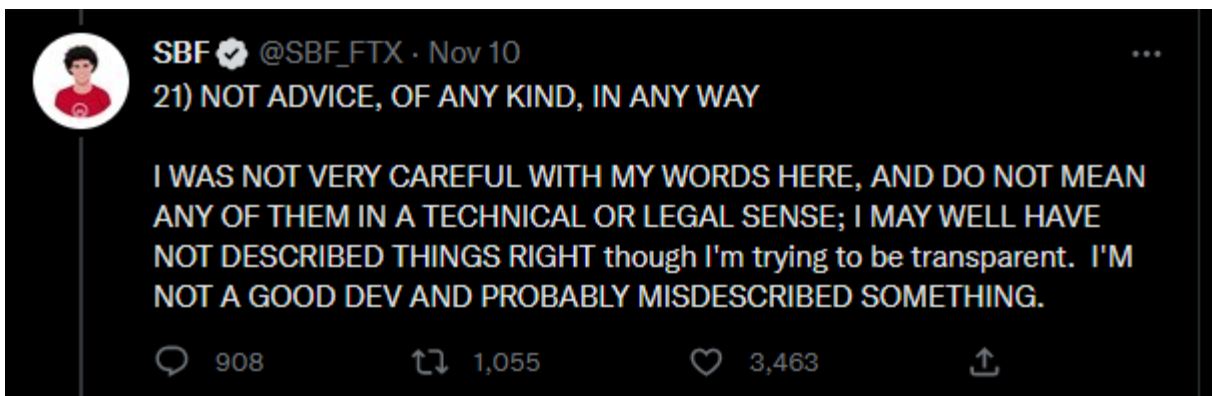 SBF @SBF_FTX · Nov 10
21) NOT ADVICE, OF ANY KIND, IN ANY WAY
I WAS NOT VERY CAREFUL WITH MY WORDS HERE, AND DO NOT MEAN
ANY OF THEM IN A TECHNICAL OR LEGAL SENSE; I MAY WELL HAVE
NOT DESCRIBED THINGS RIGHT though I'm trying to be transparent.  I'M
NOT A GOOD DEV AND PROBABLY MISDESCRIBED SOMETHING.
908 1,055 3,463